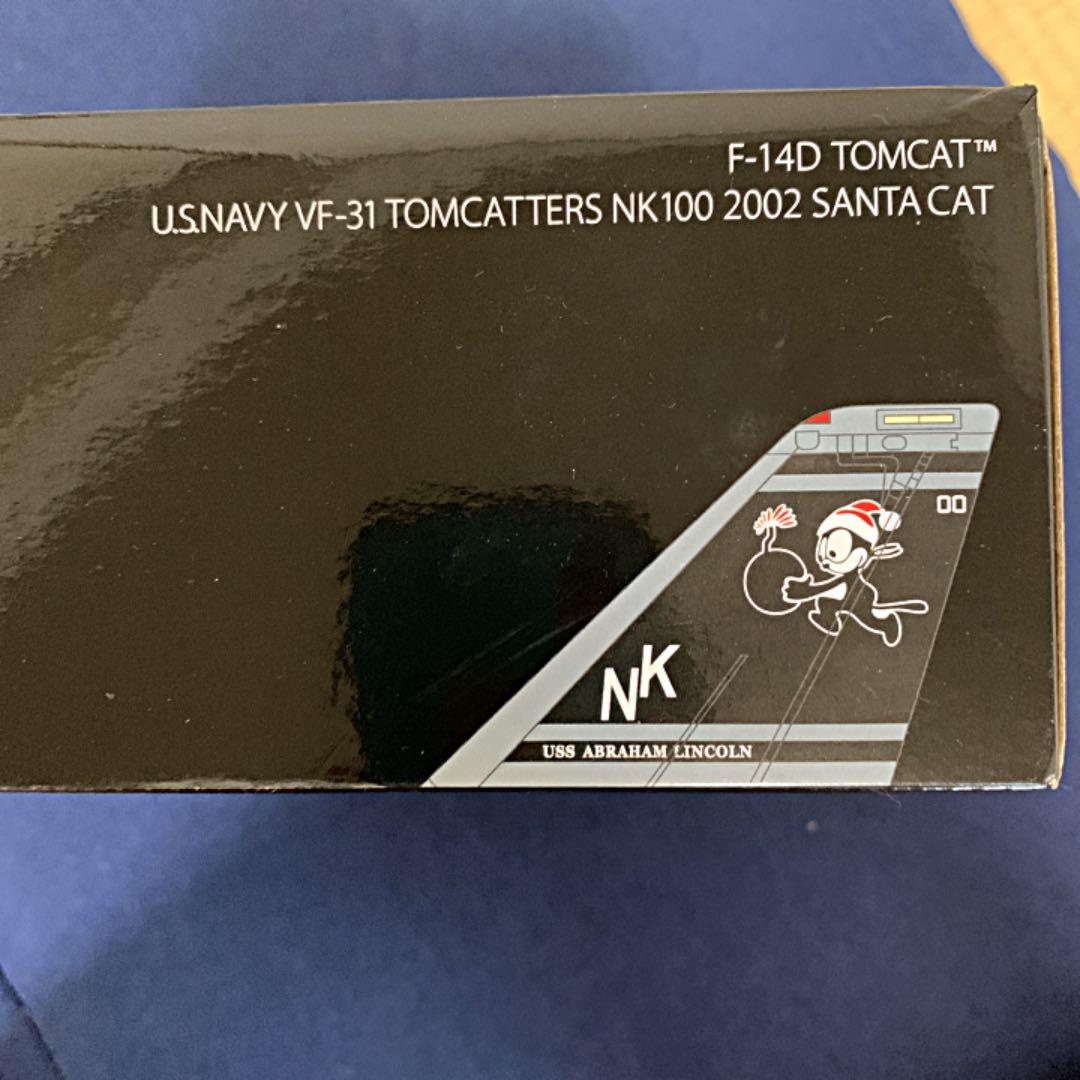 F-14D TOMCAT™
U.S.NAVY VF-31 TOMCATTERS NK100 2002 SANTA CAT
00
NK
USS ABRAHAM LINCOLN